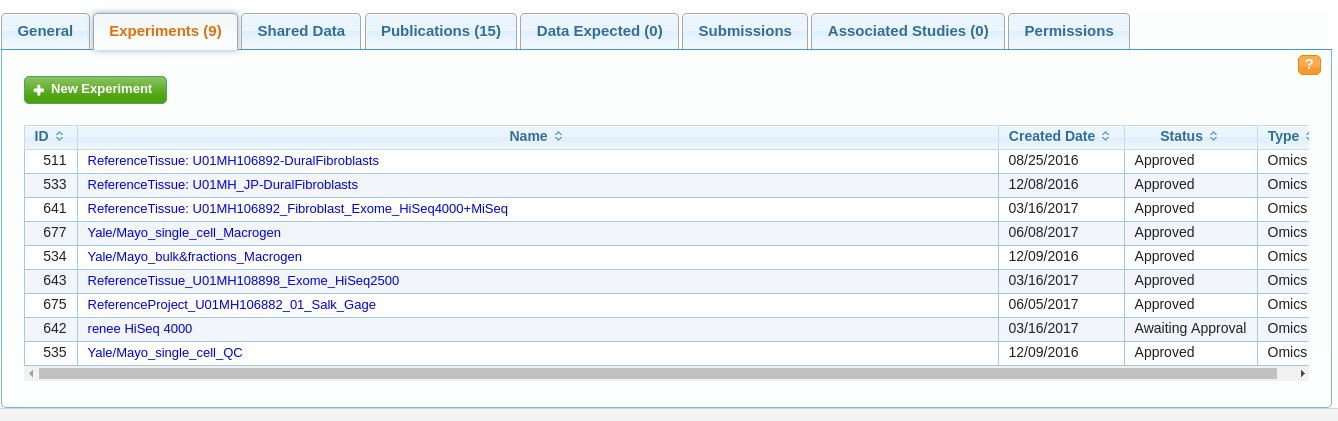 General Experiments (9) Shared Data Publications (15) Data Expected (0) Submissions Associated Studies (0) Permissions
?
New Experiment
ID Name Created Date Status Type
511 ReferenceTissue: U01MH106892-DuralFibroblasts 08/25/2016 Approved Omics
533 ReferenceTissue: U01MH_JP-DuralFibroblasts 12/08/2016 Approved Omics
641 ReferenceTissue: U01MH106892_Fibroblast_Exome_HiSeq4000+MiSeq 03/16/2017 Approved Omics
677 Yale/Mayo_single_cell_Macrogen 06/08/2017 Approved Omics
534 Yale/Mayo_bulk&fractions_Macrogen 12/09/2016 Approved Omics
643 ReferenceTissue_U01MH108898_Exome_HiSeq2500 03/16/2017 Approved Omics
675 ReferenceProject_U01MH106882_01_Salk_Gage 06/05/2017 Approved Omics
642 renee HiSeq 4000 03/16/2017 Awaiting Approval Omics
535 Yale/Mayo_single_cell_QC 12/09/2016 Approved Omics